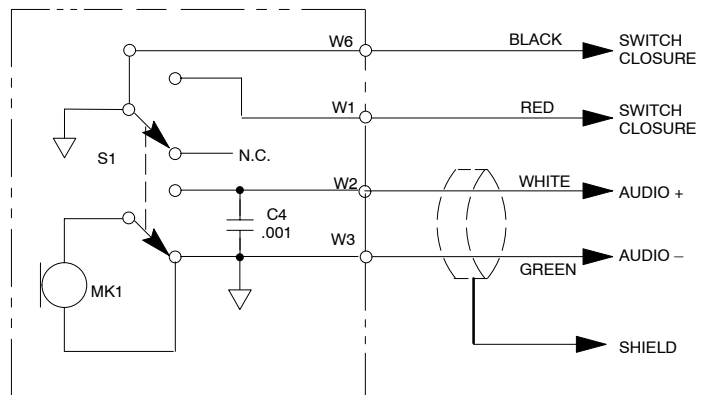 W6
BLACK
SWITCH
CLOSURE
W1
RED
SWITCH
CLOSURE
S1
N.C.
W2
WHITE
AUDIO +
C4
.001
W3
GREEN
AUDIO –
MK1
SHIELD